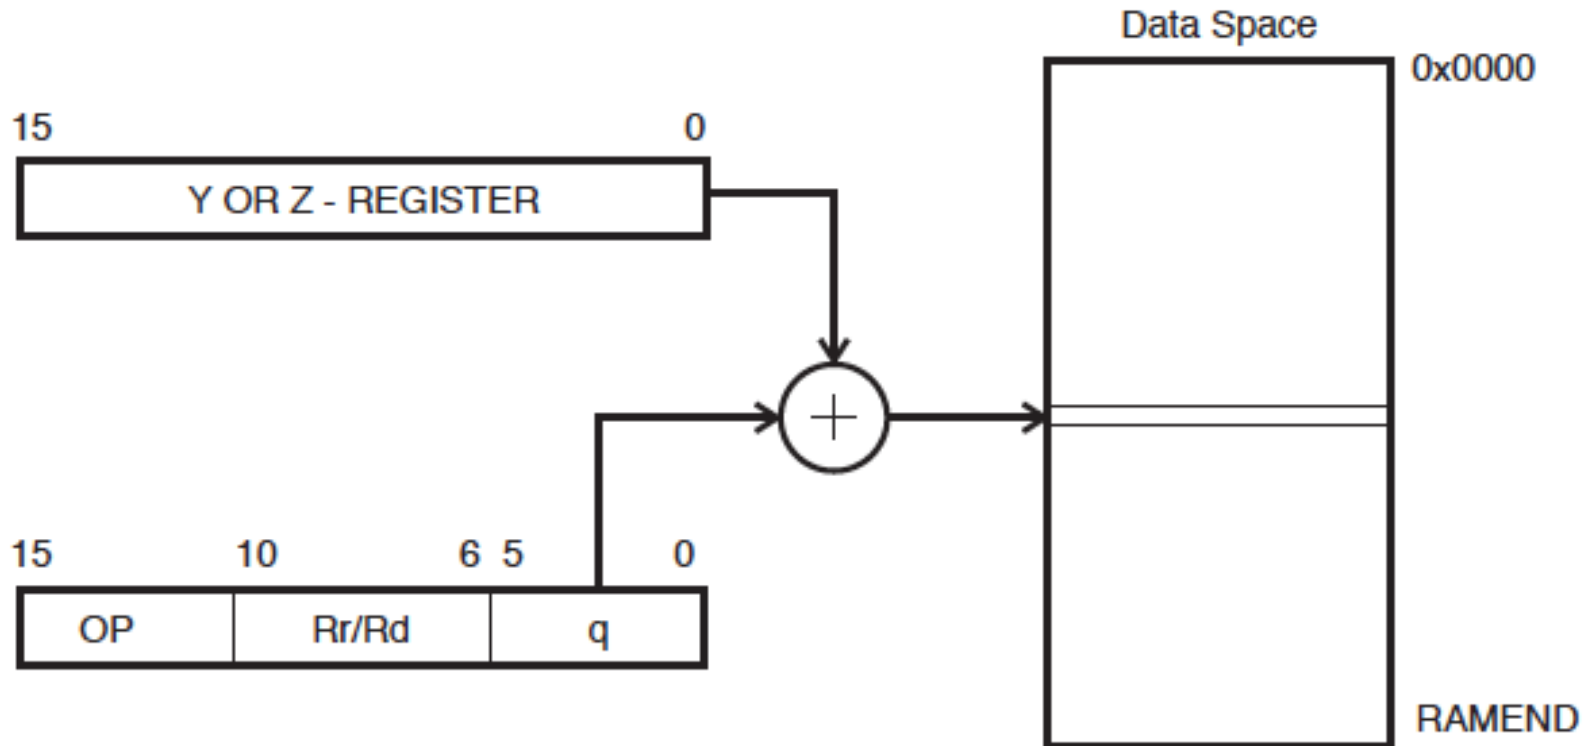 Data Space
0x0000
15 0
Y OR Z - REGISTER
15 10 6 5 0
OP Rr/Rd q
RAMEND